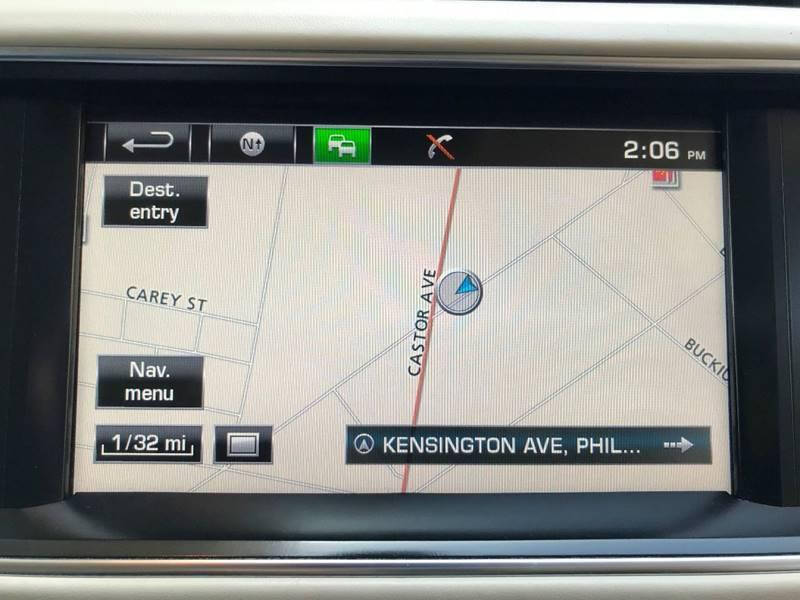 N
2:06 PM
Dest.
entry
CAREY ST
CASTOR AVE
Nav.
menu
1/32 mi
KENSINGTON AVE, PHIL...